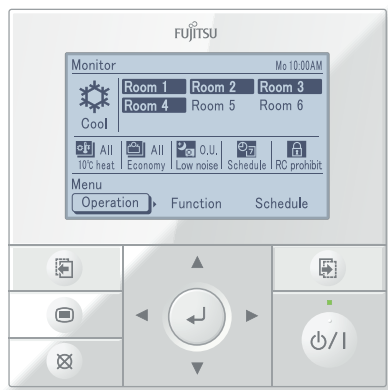 FUJITSU
Monitor Mo 10:00AM
Room 1 Room 2 Room 3
Room 4 Room 5 Room 6
Cool
All All O.U.
10℃ heat Economy Low noise Schedule RC prohibit
Menu
Operation Function Schedule